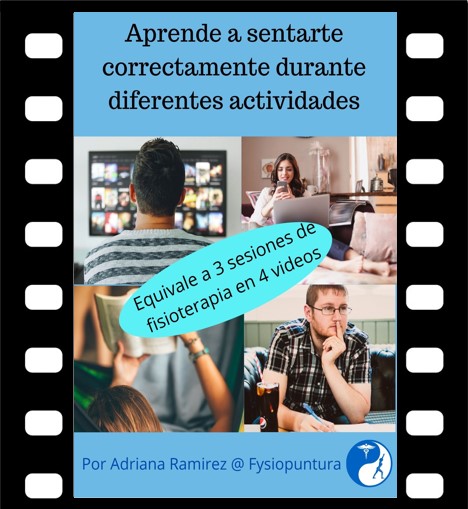 Aprende a sentarte
correctamente durante
diferentes actividades
Equivale a 3 sesiones de
fisioterapia en 4 videos
Por Adriana Ramirez @ Fysiopuntura